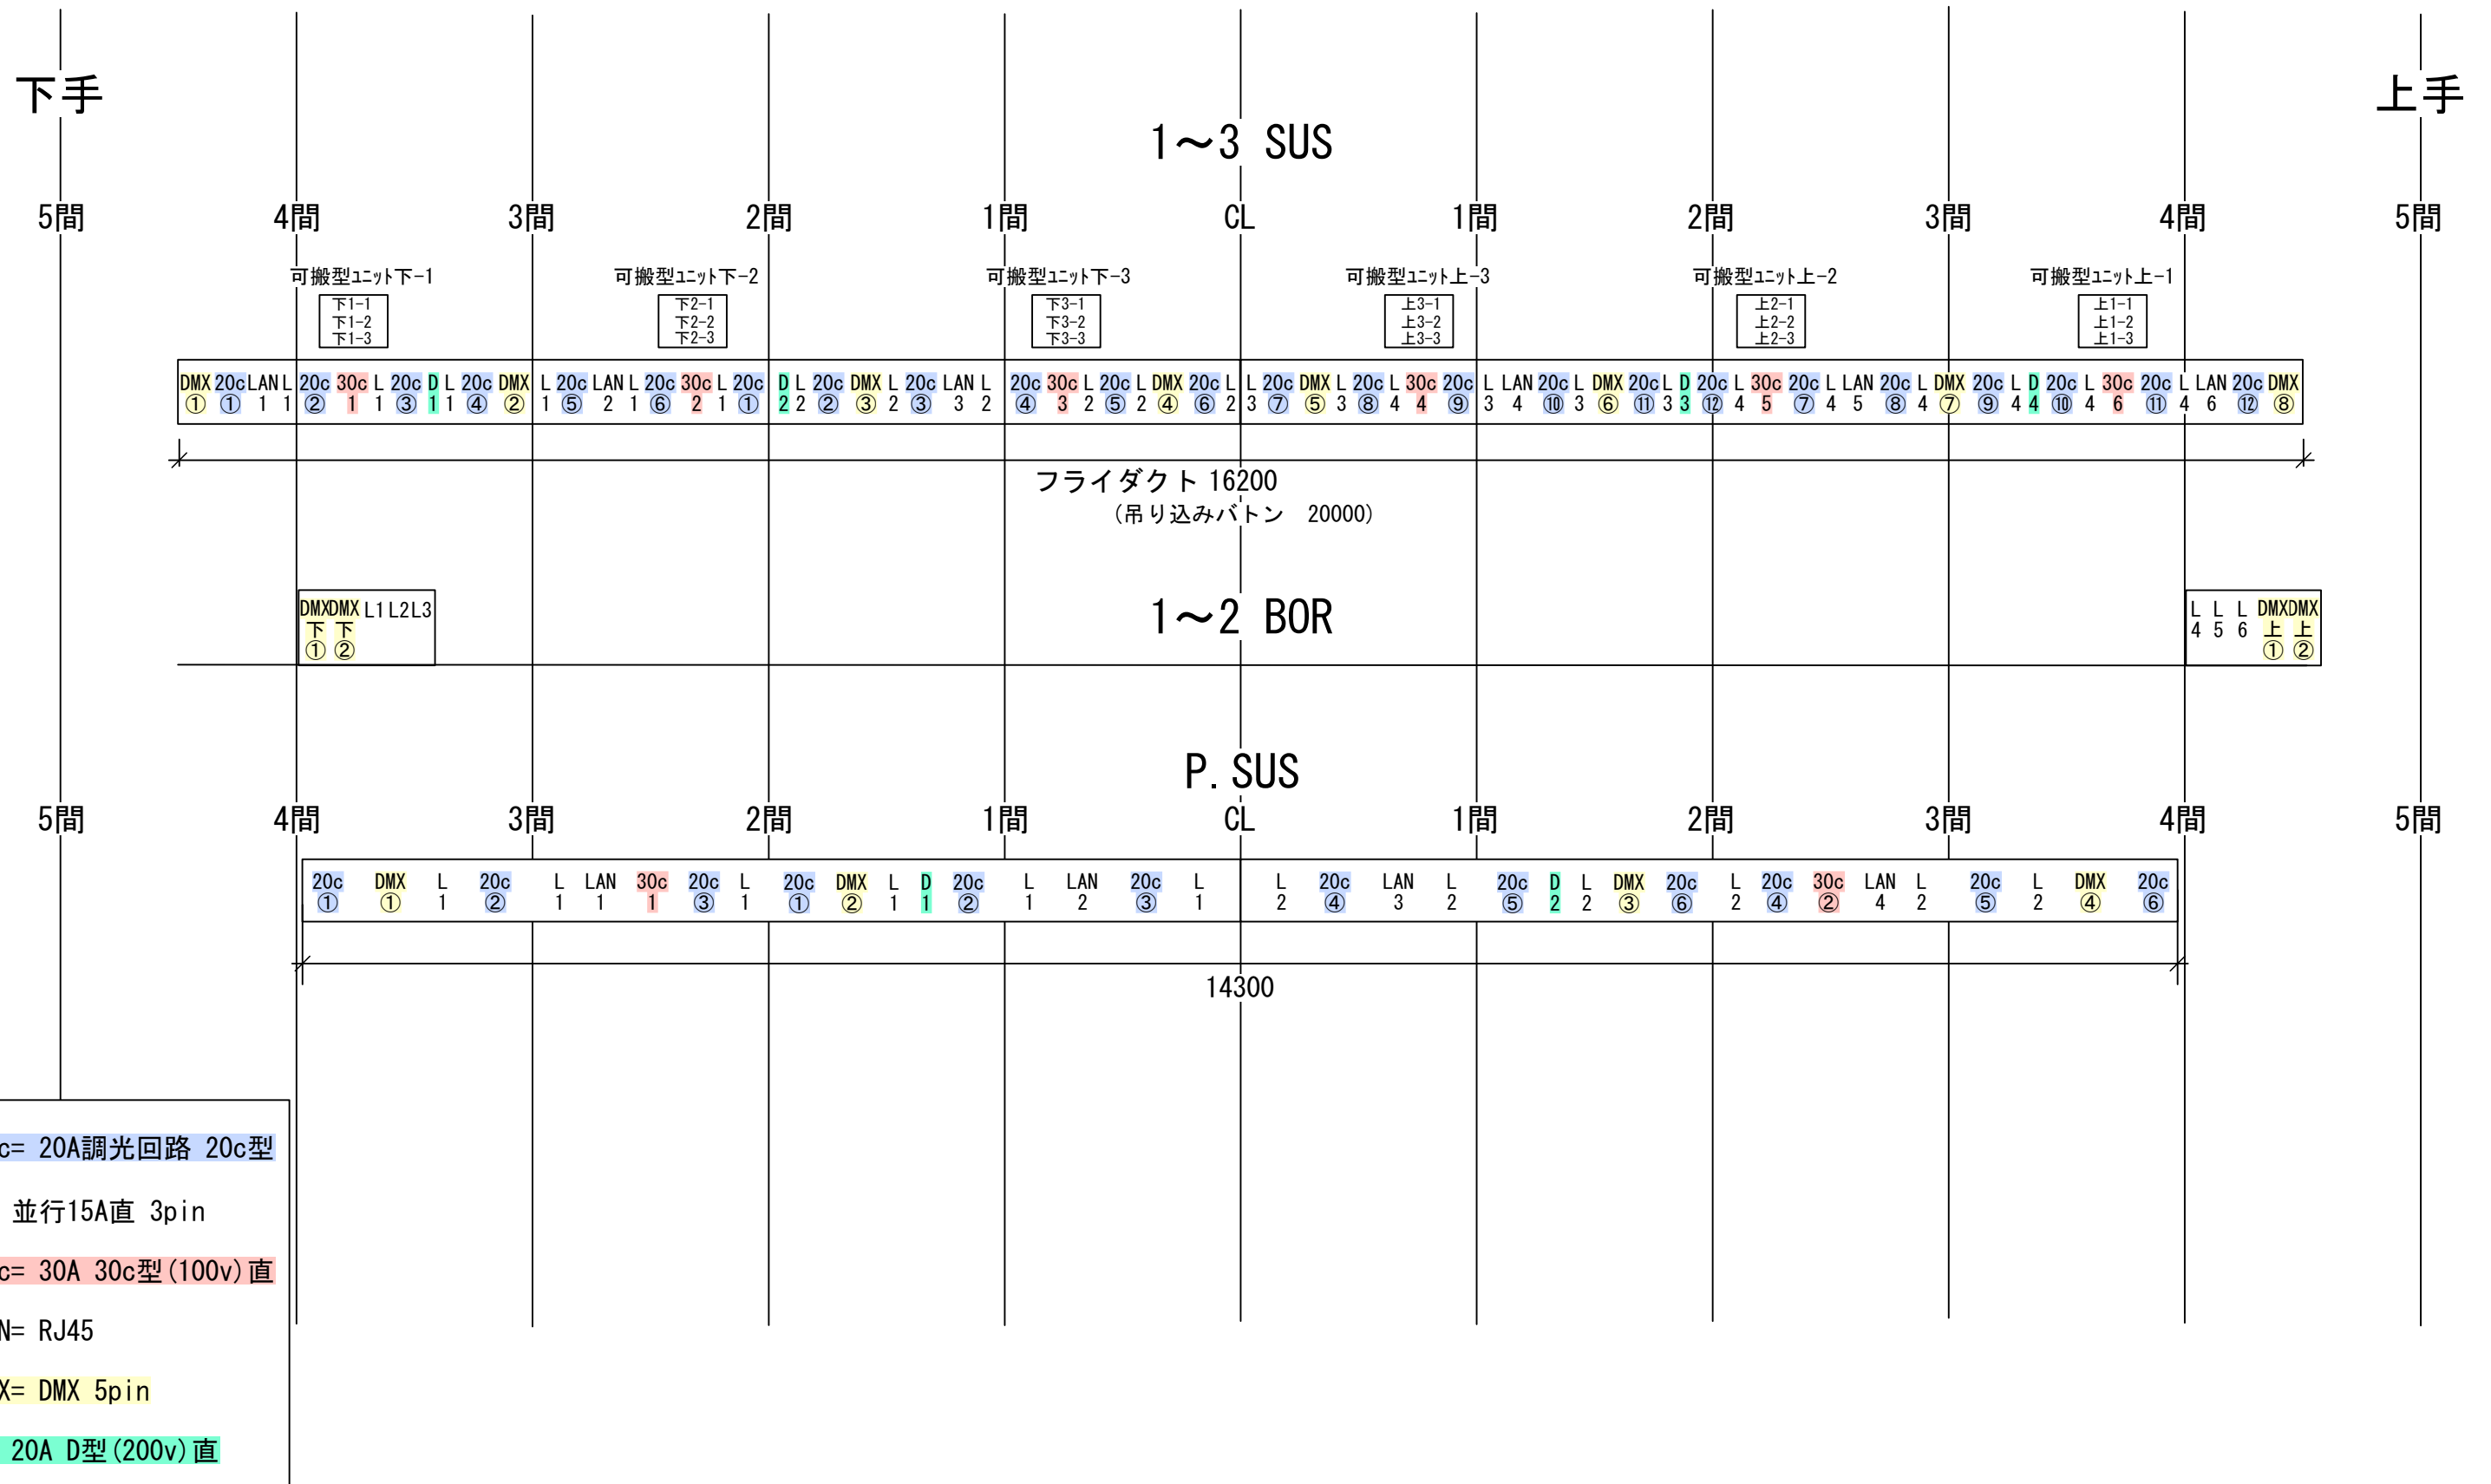 下手
上手
1～3 SUS
5間 4間 3間 2間 1間 CL 1間 2間 3間 4間 5間
可搬型ユニット下-1 可搬型ユニット下-2 可搬型ユニット下-3 可搬型ユニット上-3 可搬型ユニット上-2 可搬型ユニット上-1
下1-1 下2-1 下3-1 上3-1 上2-1 上1-1
下1-2 下2-2 下3-2 上3-2 上2-2 上1-2
下1-3 下2-3 下3-3 上3-3 上2-3 上1-3
DMX 20c LAN L 20c 30c L 20c D L 20c DMX L 20c LAN L 20c 30c L 20c D L 20c DMX L 20c LAN L 20c 30c L 20c L DMX 20c L L 20c DMX L 20c L 30c 20c L LAN 20c L DMX 20c L D 20c L 30c 20c L LAN 20c L DMX 20c L D 20c L 30c 20c L LAN 20c DMX
① ① 1 1 ② 1 1 ③ 1 1 ④ ② 1 ⑤ 2 1 ⑥ 2 1 ① 2 2 ② ③ 2 ③ 3 2 ④ 3 2 ⑤ 2 ④ ⑥ 2 3 ⑦ ⑤ 3 ⑧ 4 4 ⑨ 3 4 ⑩ 3 ⑥ ⑪ 3 3 ⑫ 4 5 ⑦ 4 5 ⑧ 4 ⑦ ⑨ 4 4 ⑩ 4 6 ⑪ 4 6 ⑫ ⑧
フライダクト 16200
(吊り込みバトン 20000)
1～2 BOR
DMX DMX L1 L2 L3
下 下
① ②
L L L DMX DMX
4 5 6 上 上
① ②
P.SUS
5間 4間 3間 2間 1間 CL 1間 2間 3間 4間 5間
20c DMX L 20c L LAN 30c 20c L 20c DMX L D 20c L LAN 20c L L 20c LAN L 20c D L DMX 20c L 20c 30c LAN L 20c L DMX 20c
① ① 1 ② 1 1 1 ③ 1 ① ② 1 1 ② 1 2 ③ 1 2 ④ 3 2 ⑤ 2 2 ③ ⑥ 2 ④ ② 4 2 ⑤ 2 ④ ⑥
14300
c= 20A調光回路 20c型
並行15A直 3pin
c= 30A 30c型(100v)直
N= RJ45
X= DMX 5pin
20A D型(200v)直